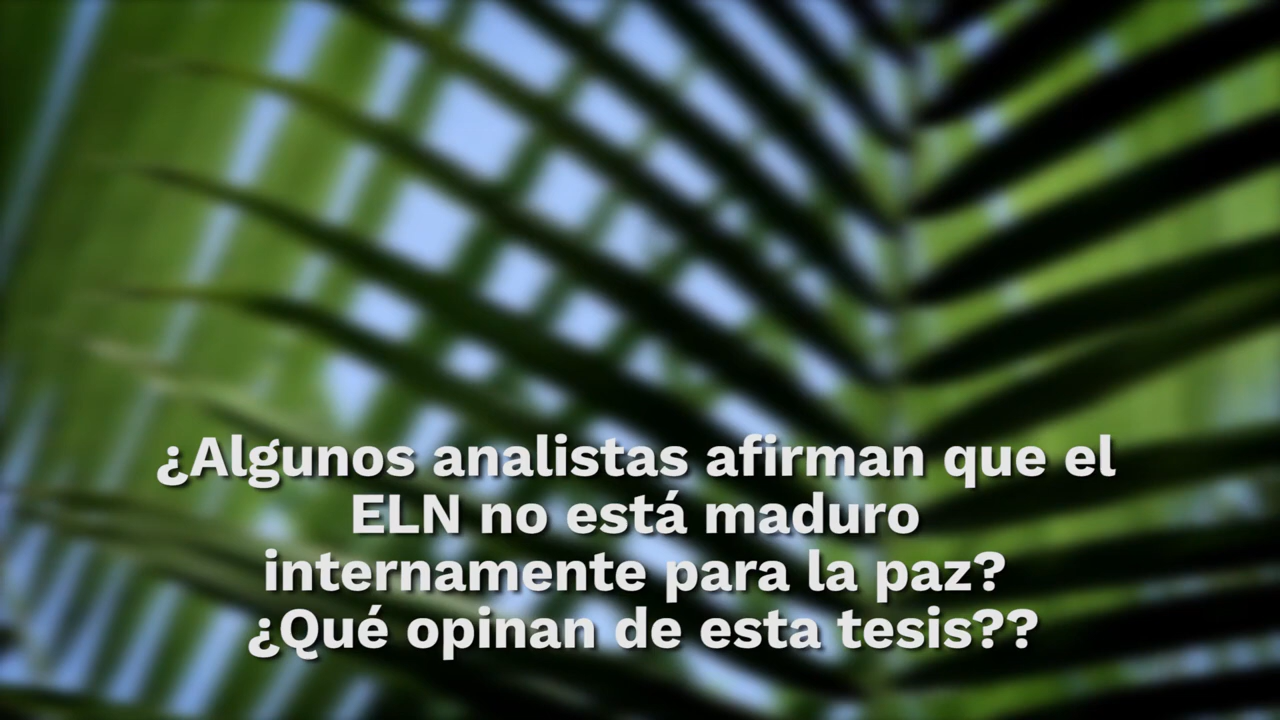 ¿Algunos analistas afirman que el
ELN no está maduro
internamente para la paz?
¿Qué opinan de esta tesis??